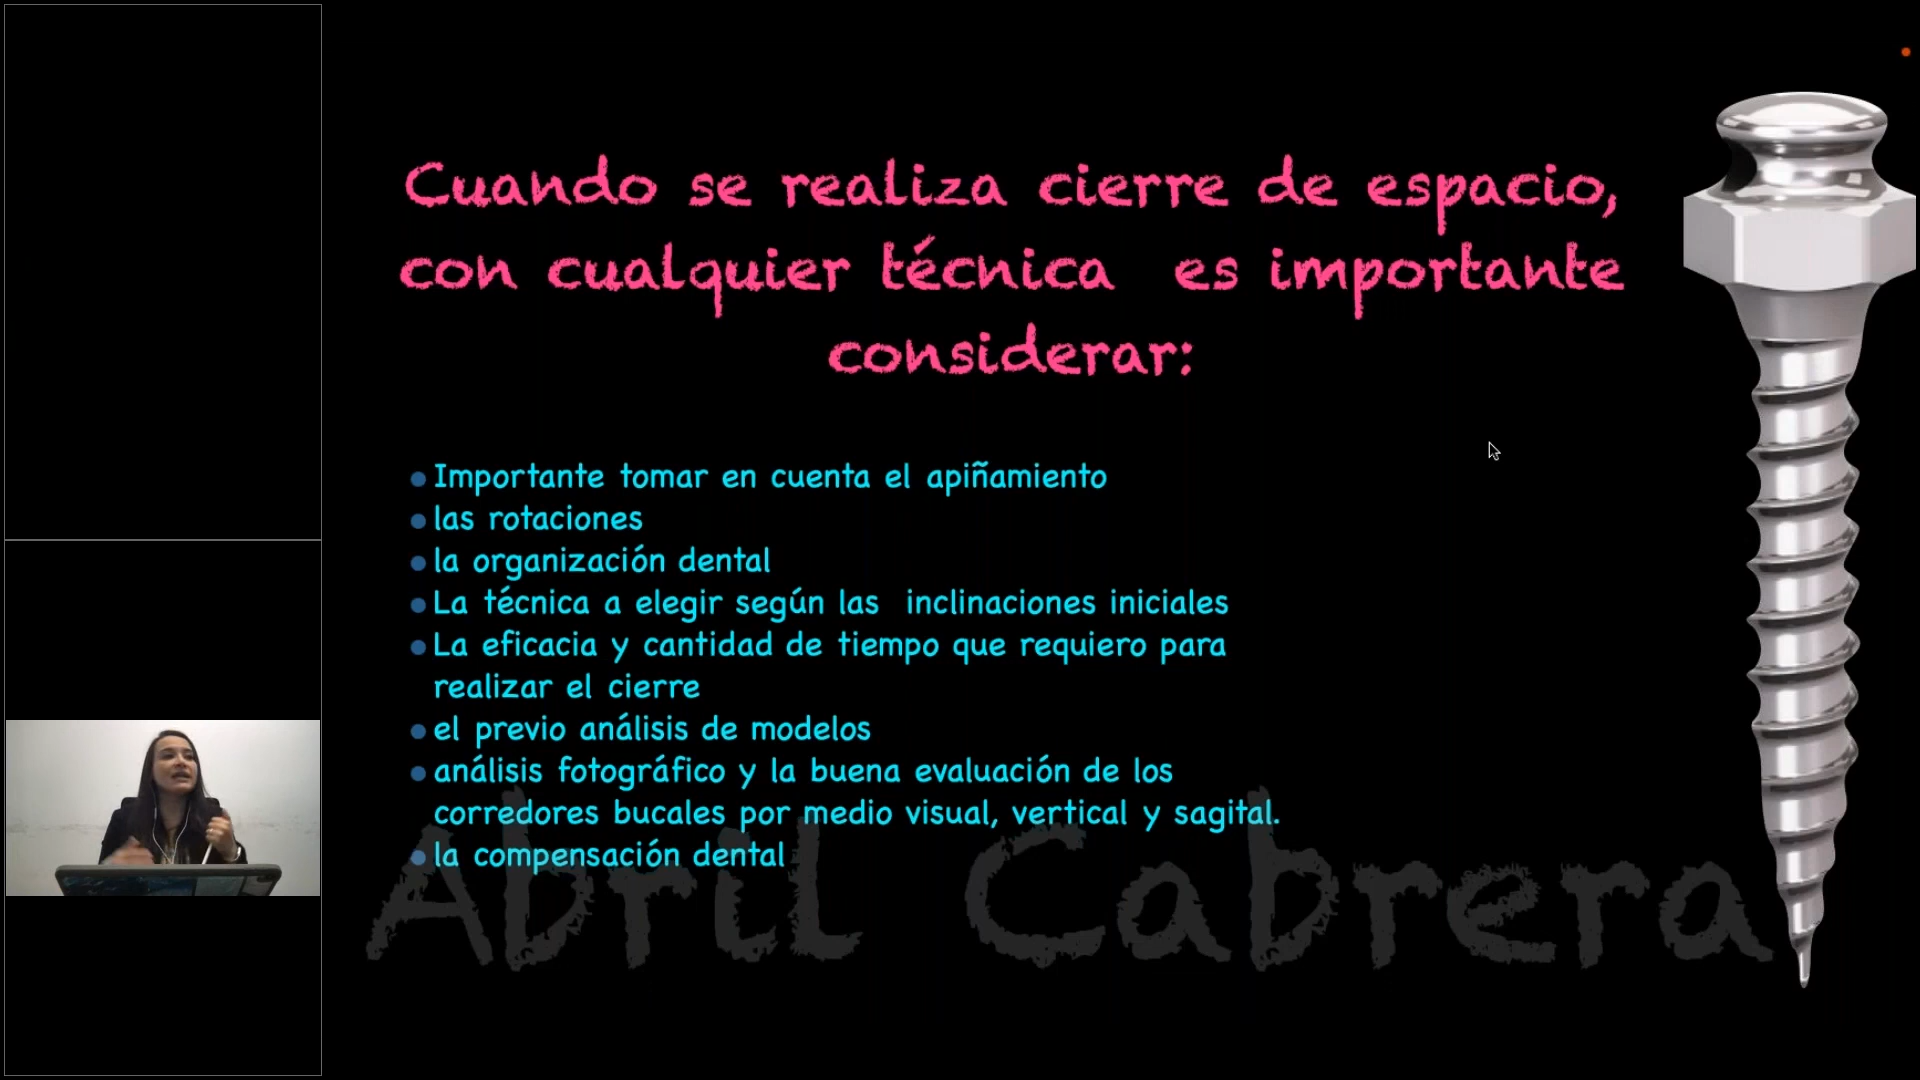 Cuando se realiza cierre de espacio,
con cualquier técnica es importante
considerar:
Importante tomar en cuenta el apiñamiento
las rotaciones
la organización dental
La técnica a elegir según las inclinaciones iniciales
La eficacia y cantidad de tiempo que requiero para
realizar el cierre
el previo análisis de modelos
análisis fotográfico y la buena evaluación de los
corredores bucales por medio visual, vertical y sagital.
la compensación dental
Abril Cabrera